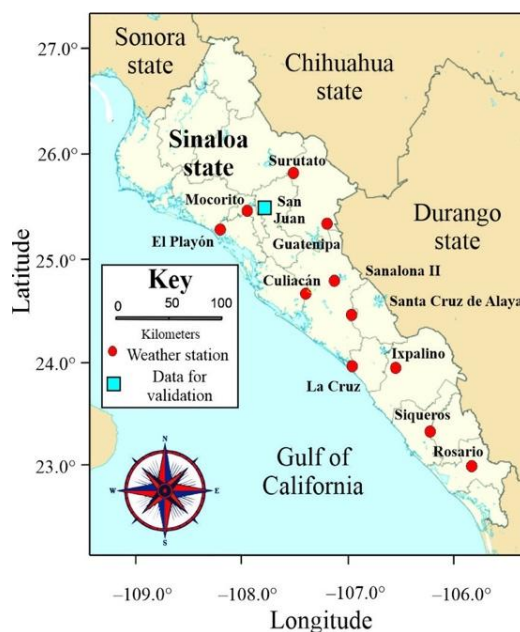 27.0°
Sonora
state
Chihuahua
state
Sinaloa
state
26.0°
Surutato
Mocorito
San
Juan
El Playón
Guatenipa
Durango
state
Latitude
25.0°
Key
0 50 100
Kilometers
Weather station
Data for
validation
Culiacán
Sanalona II
Santa Cruz de Alaya
24.0°
Ixpalino
La Cruz
Siqueros
Rosario
23.0°
Gulf of
California
N
W E
S
–109.0° –108.0° –107.0° –106.0°
Longitude